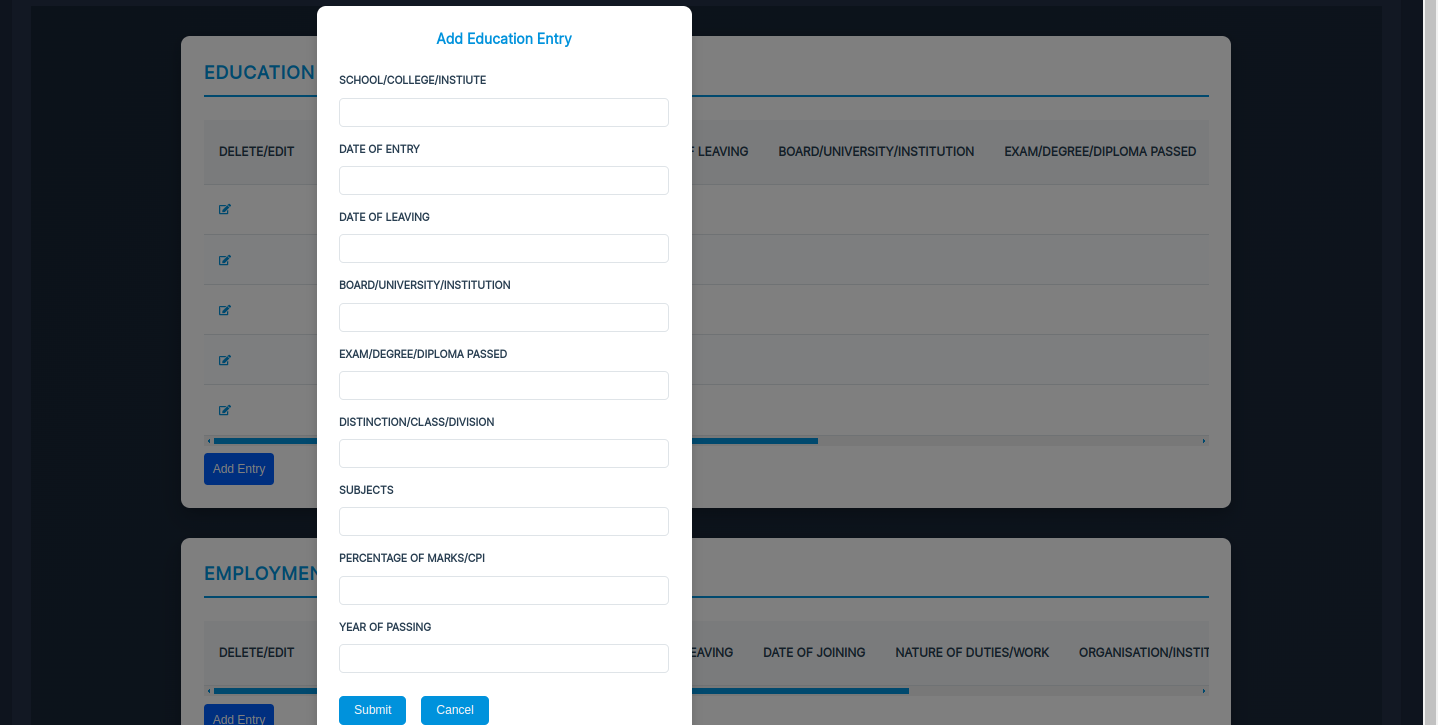 Add Education Entry
SCHOOL/COLLEGE/INSTIUTE
DATE OF ENTRY
DATE OF LEAVING
BOARD/UNIVERSITY/INSTITUTION
EXAM/DEGREE/DIPLOMA PASSED
DISTINCTION/CLASS/DIVISION
SUBJECTS
PERCENTAGE OF MARKS/CPI
YEAR OF PASSING
Submit Cancel
EDUCATION
DELETE/EDIT LEAVING BOARD/UNIVERSITY/INSTITUTION EXAM/DEGREE/DIPLOMA PASSED
Add Entry
EMPLOYMEN
DELETE/EDIT EAVING DATE OF JOINING NATURE OF DUTIES/WORK ORGANISATION/INSTIT
Add Entry